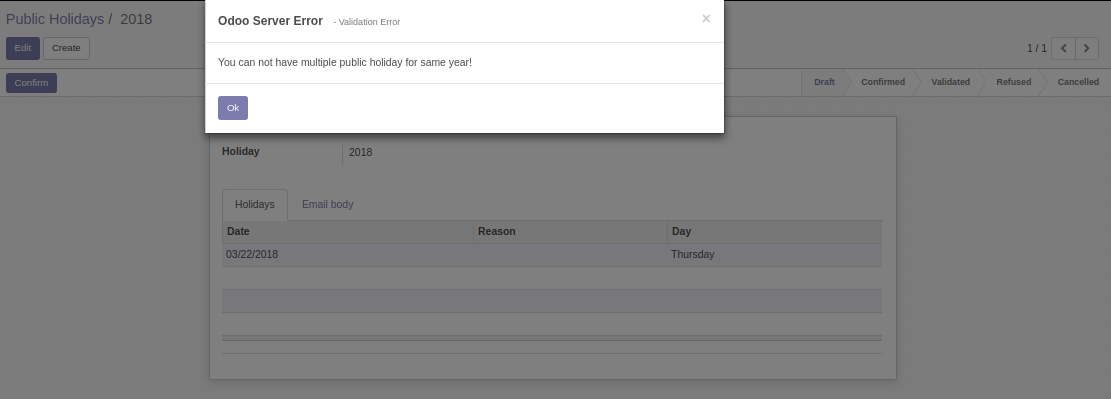 Public Holidays / 2018
Odoo Server Error - Validation Error ×
Edit Create
1 / 1
You can not have multiple public holiday for same year!
Confirm
Draft Confirmed Validated Refused Cancelled
Ok
Holiday 2018
Holidays Email body
Date Reason Day
03/22/2018 Thursday